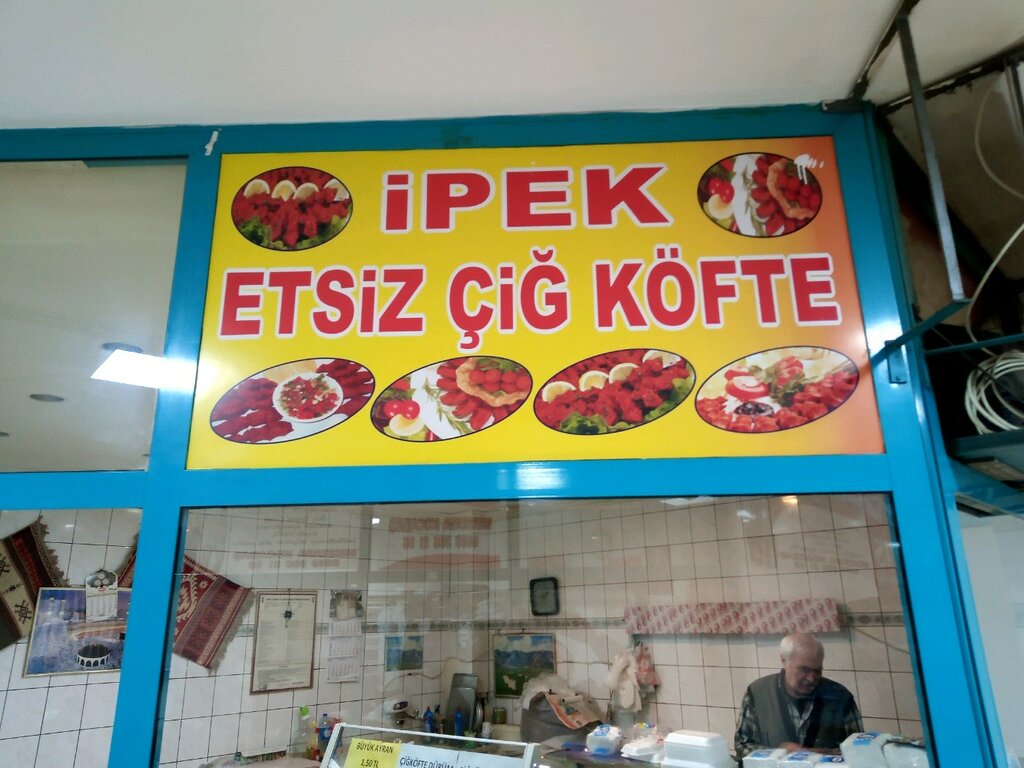 İPEK
ETSİZ ÇİĞ KÖFTE
BÜYÜK AYRAN
1,50 TL
ÇİĞKÖFTE DÜRÜM